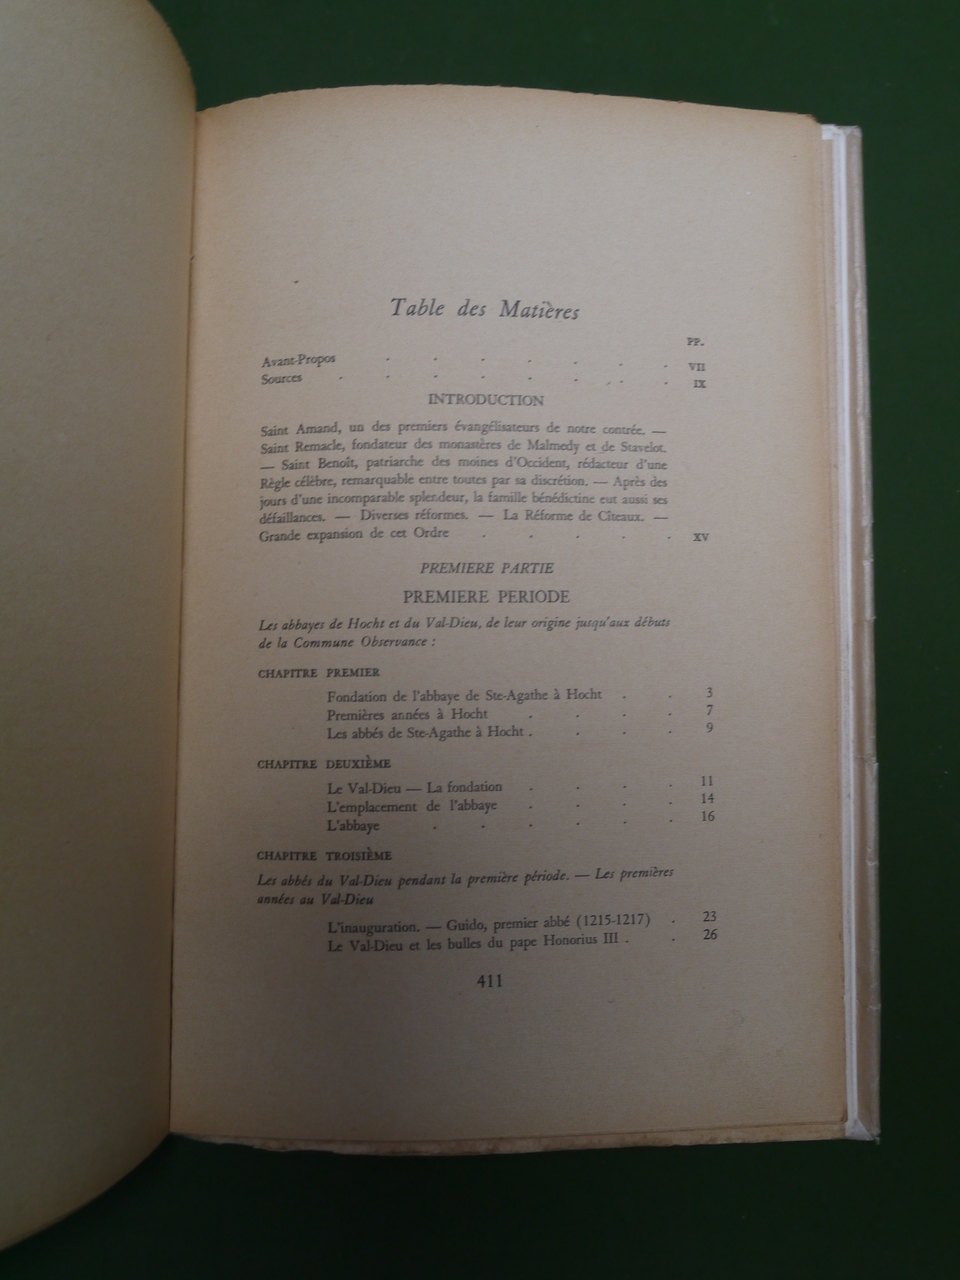 Table des Matières
PP.
Avant-Propos . . . . . . . VII
Sources . . . . . . . . IX
INTRODUCTION
Saint Amand, un des premiers évangélisateurs de notre contrée. —
Saint Remacle, fondateur des monastères de Malmedy et de Stavelot.
— Saint Benoît, patriarche des moines d'Occident, rédacteur d'une
Règle célèbre, remarquable entre toutes par sa discrétion. — Après des
jours d'une incomparable splendeur, la famille bénédictine eut aussi ses
défaillances. — Diverses réformes. — La Réforme de Cîteaux. —
Grande expansion de cet Ordre . . . . . XV
PREMIERE PARTIE
PREMIERE PERIODE
Les abbayes de Hocht et du Val-Dieu, de leur origine jusqu'aux débuts
de la Commune Observance :
CHAPITRE PREMIER
Fondation de l'abbaye de Ste-Agathe à Hocht . . 3
Premières années à Hocht . . . . 7
Les abbés de Ste-Agathe à Hocht . . . . 9
CHAPITRE DEUXIÈME
Le Val-Dieu — La fondation . . . . 11
L'emplacement de l'abbaye . . . . 14
L'abbaye . . . . . . 16
CHAPITRE TROISIÈME
Les abbés du Val-Dieu pendant la première période. — Les premières
années au Val-Dieu
L'inauguration. — Guido, premier abbé (1215-1217) . 23
Le Val-Dieu et les bulles du pape Honorius III . . 26
411